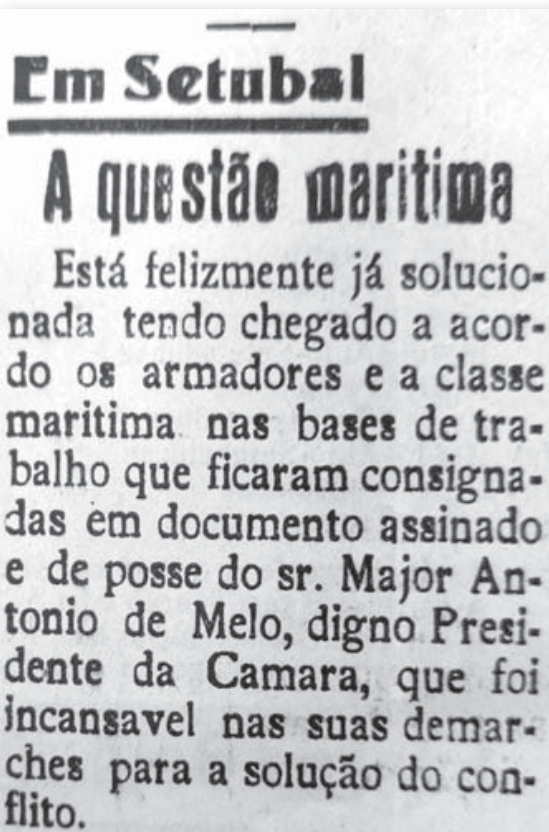 Em Setubal
A questão maritima
Está felizmente já solucio-
nada tendo chegado a acor-
do os armadores e a classe
maritima nas bases de tra-
balho que ficaram consigna-
das em documento assinado
e de posse do sr. Major An-
tonio de Melo, digno Presi-
dente da Camara, que foi
incansavel nas suas demar-
ches para a solução do con-
flito.